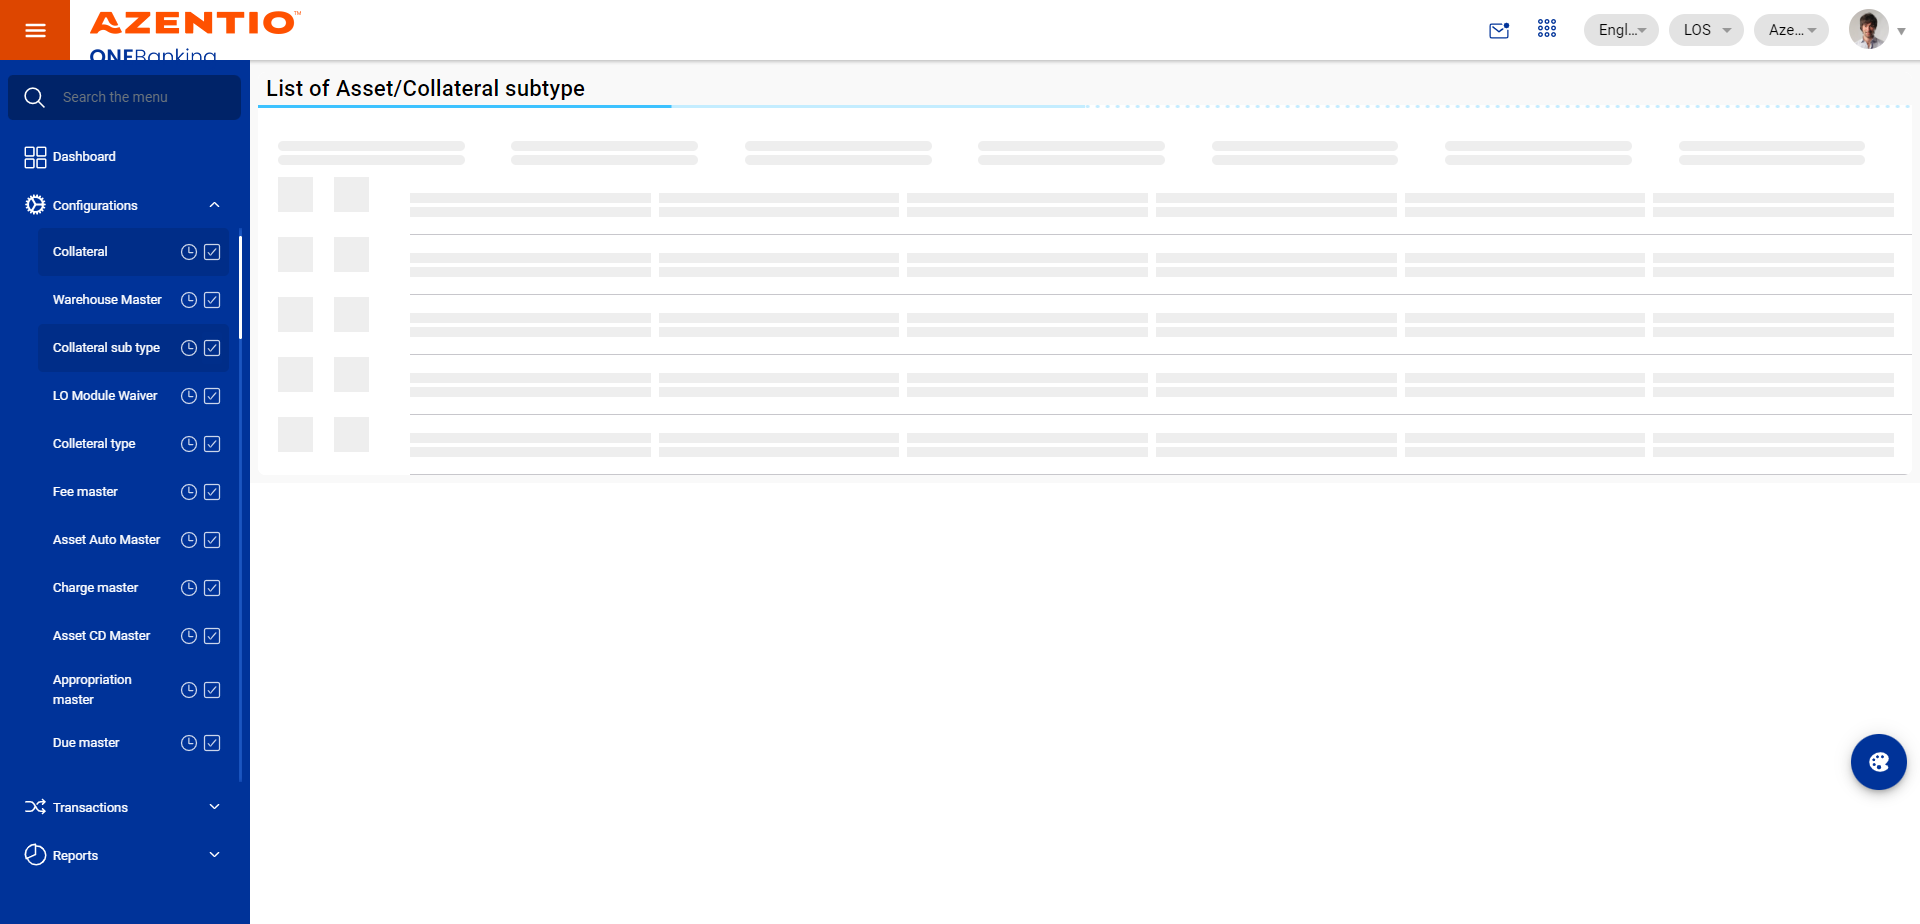 AZENTIO™
ONEBanking
Engl...
LOS
Aze...
Search the menu
Dashboard
Configurations
Collateral
Warehouse Master
Collateral sub type
LO Module Waiver
Colleteral type
Fee master
Asset Auto Master
Charge master
Asset CD Master
Appropriation
master
Due master
Transactions
Reports
List of Asset/Collateral subtype